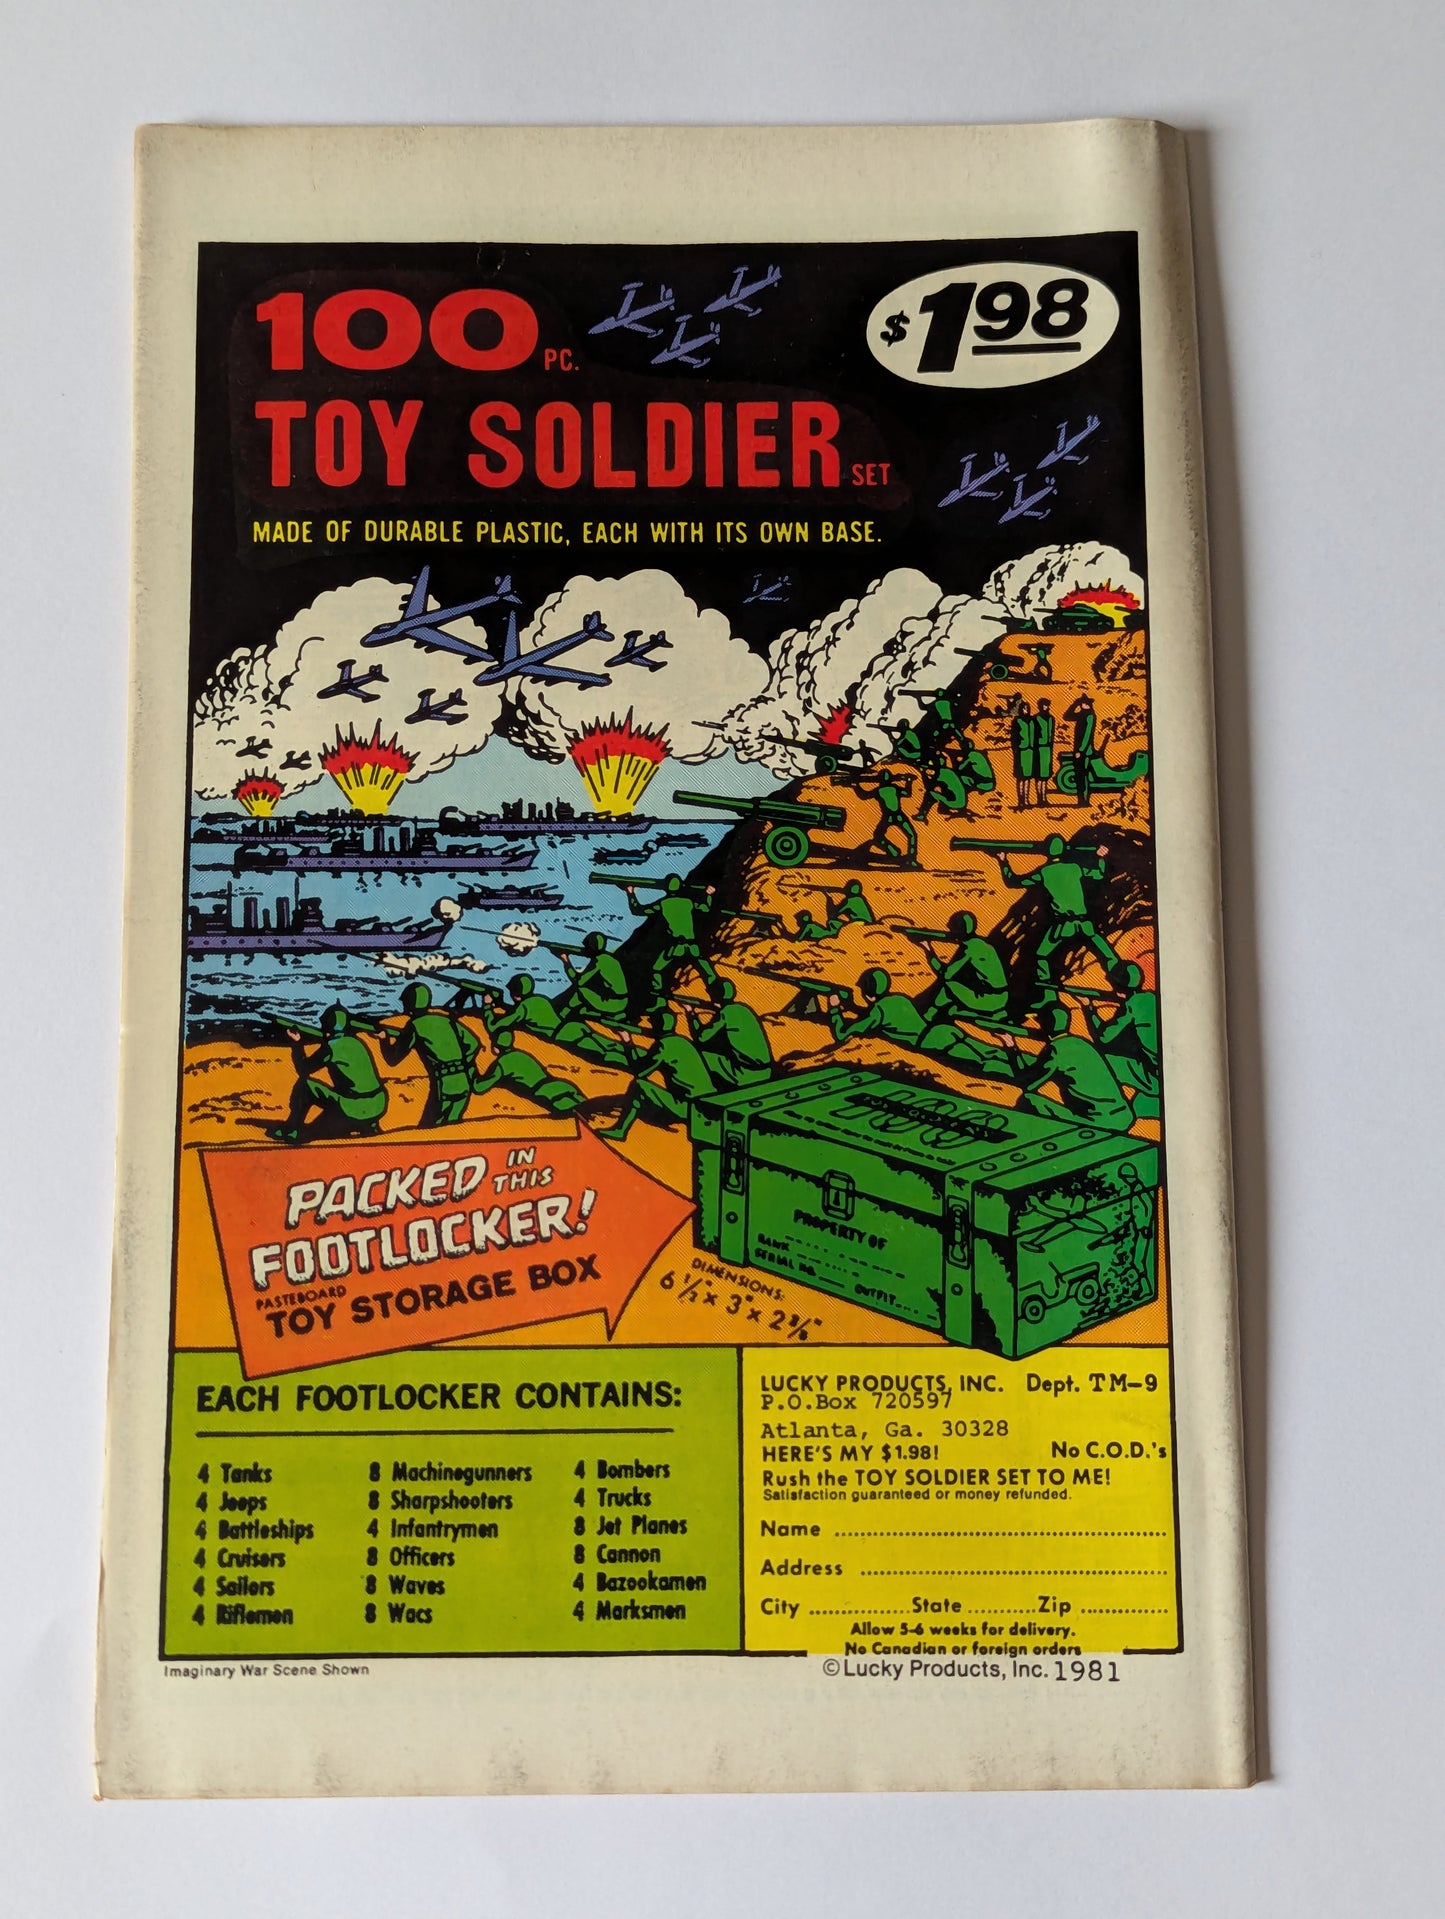 100 PC.
$1.98
TOY SOLDIER SET
MADE OF DURABLE PLASTIC, EACH WITH ITS OWN BASE.
PACKED IN THIS
FOOTLOCKER!
PASTEBOARD
TOY STORAGE BOX
PROPERTY OF
RANK
SERIAL NO.
OUTFIT
DIMENSIONS:
6 1/2" x 3" x 2 3/8"
EACH FOOTLOCKER CONTAINS:
4 Tanks
4 Jeeps
4 Battleships
4 Cruisers
4 Sailors
4 Riflemen
8 Machinegunners
8 Sharpshooters
4 Infantrymen
8 Officers
8 Waves
8 Wacs
4 Bombers
4 Trucks
8 Jet Planes
8 Cannon
4 Bazookamen
4 Marksmen
LUCKY PRODUCTS, INC. Dept. TM-9
P.O.Box 720597
Atlanta, Ga. 30328
HERE'S MY $1.98! No C.O.D.'s
Rush the TOY SOLDIER SET TO ME!
Satisfaction guaranteed or money refunded.
Name
Address
City State Zip
Allow 5-6 weeks for delivery.
No Canadian or foreign orders
Imaginary War Scene Shown
© Lucky Products, Inc. 1981